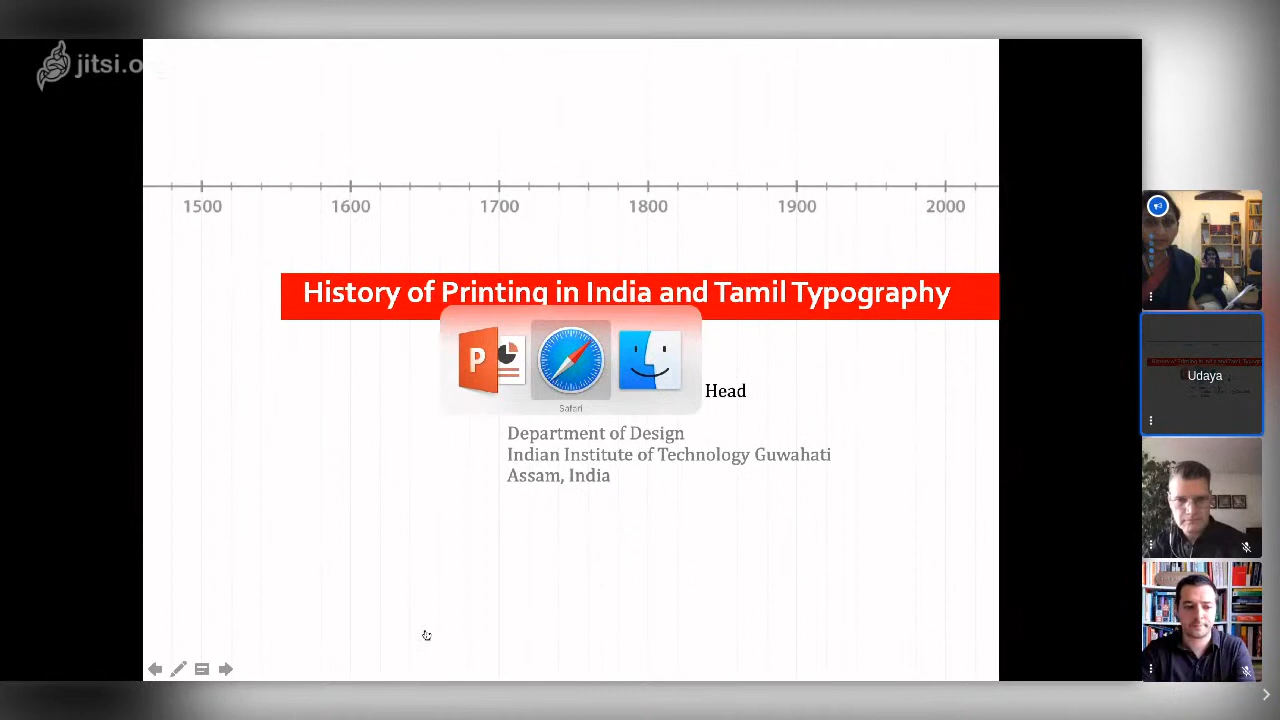 jitsi.o
1500 1600 1700 1800 1900 2000
History of Printing in India and Tamil Typography
Safari
Head
Department of Design
Indian Institute of Technology Guwahati
Assam, India
Udaya